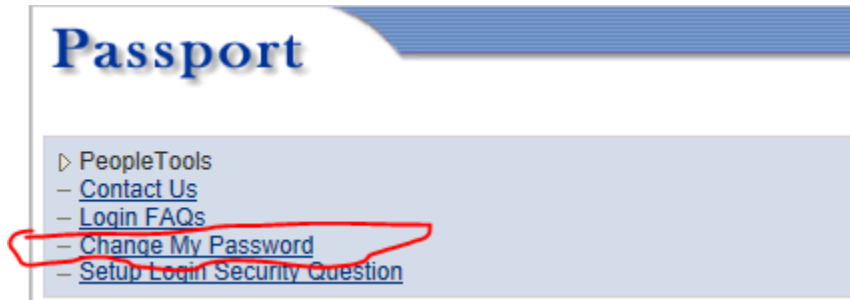 Passport
PeopleTools
– Contact Us
– Login FAQs
– Change My Password
– Setup Login Security Question